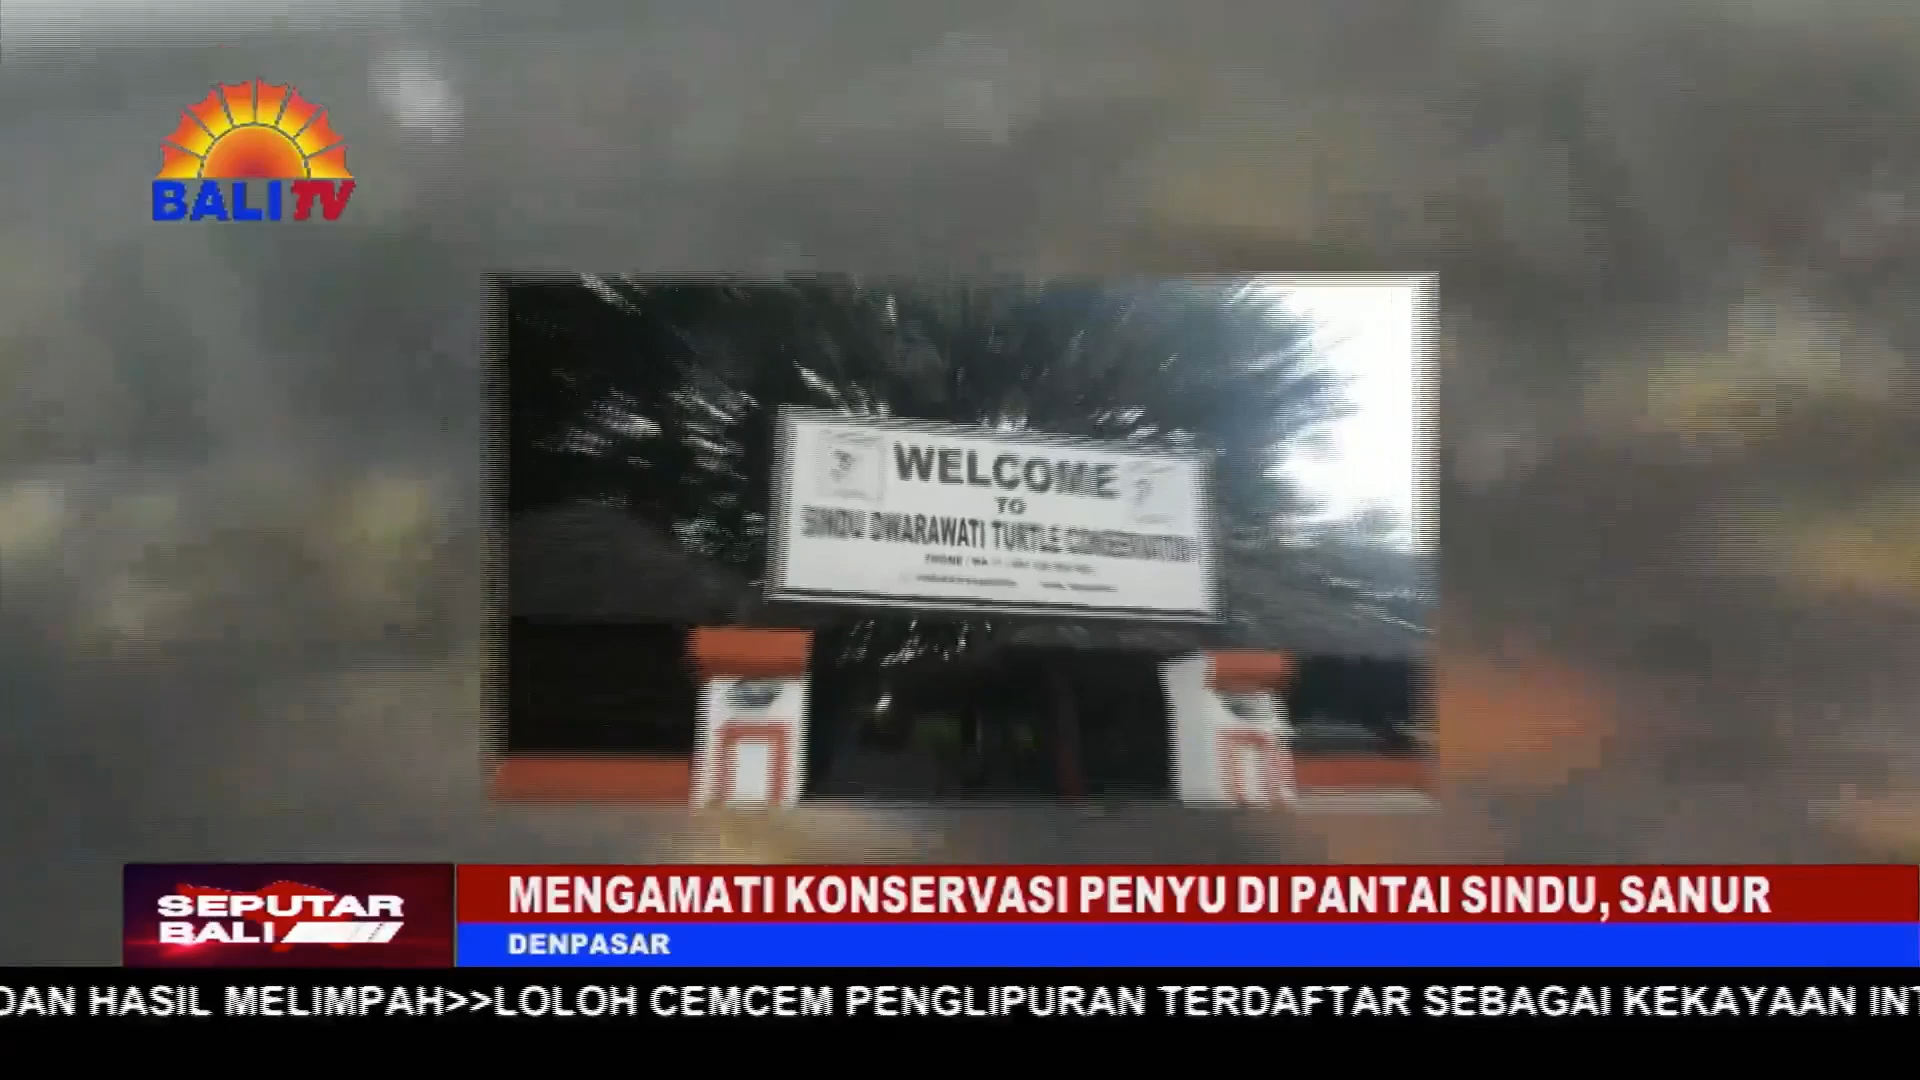 BALI TV
WELCOME
TO
SINDU DWARAWATI TURTLE
SEPUTAR
BALI
MENGAMATI KONSERVASI PENYU DI PANTAI SINDU, SANUR
DENPASAR
DAN HASIL MELIMPAH>>LOLOH CEMCEM PENGLIPURAN TERDAFTAR SEBAGAI KEKAYAAN INT